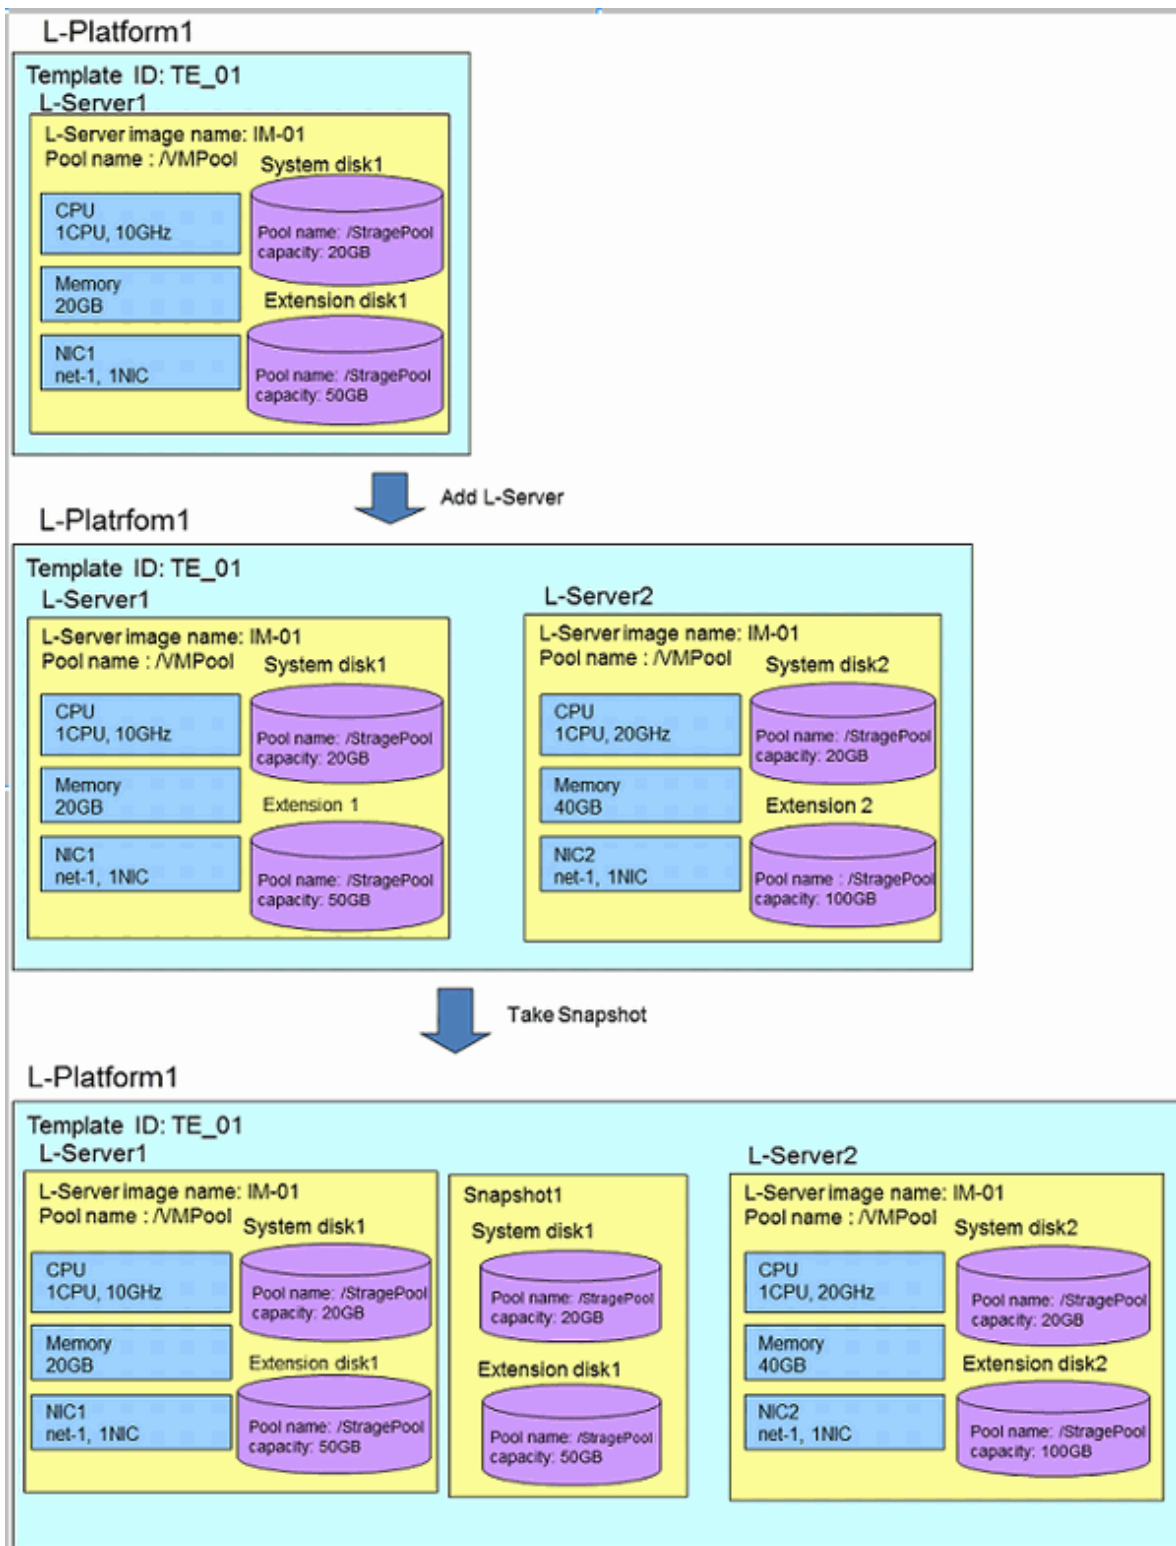 L-Platform1
Template ID: TE_01
L-Server1
L-Server image name: IM-01
Pool name : /VMPool
System disk1
CPU
1CPU, 10GHz
Pool name: /StragePool
capacity: 20GB
Memory
20GB
Extension disk1
NIC1
net-1, 1NIC
Pool name: /StragePool
capacity: 50GB
Add L-Server
L-Platrfom1
Template ID: TE_01
L-Server1
L-Server image name: IM-01
Pool name : /VMPool
System disk1
CPU
1CPU, 10GHz
Pool name: /StragePool
capacity: 20GB
Memory
20GB
Extension 1
NIC1
net-1, 1NIC
Pool name: /StragePool
capacity: 50GB
L-Server2
L-Server image name: IM-01
Pool name : /VMPool
System disk2
CPU
1CPU, 20GHz
Pool name: /StragePool
capacity: 20GB
Memory
40GB
Extension 2
NIC2
net-1, 1NIC
Pool name : /StragePool
capacity: 100GB
Take Snapshot
L-Platform1
Template ID: TE_01
L-Server1
L-Server image name: IM-01
Pool name : /VMPool
System disk1
CPU
1CPU, 10GHz
Pool name: /StragePool
capacity: 20GB
Memory
20GB
Extension disk1
NIC1
net-1, 1NIC
Pool name: /StragePool
capacity: 50GB
Snapshot1
System disk1
Pool name: /StragePool
capacity: 20GB
Extension disk1
Pool name: /StragePool
capacity: 50GB
L-Server2
L-Server image name: IM-01
Pool name : /VMPool
System disk2
CPU
1CPU, 20GHz
Pool name: /StragePool
capacity: 20GB
Memory
40GB
Extension disk2
NIC2
net-1, 1NIC
Pool name: /StragePool
capacity: 100GB